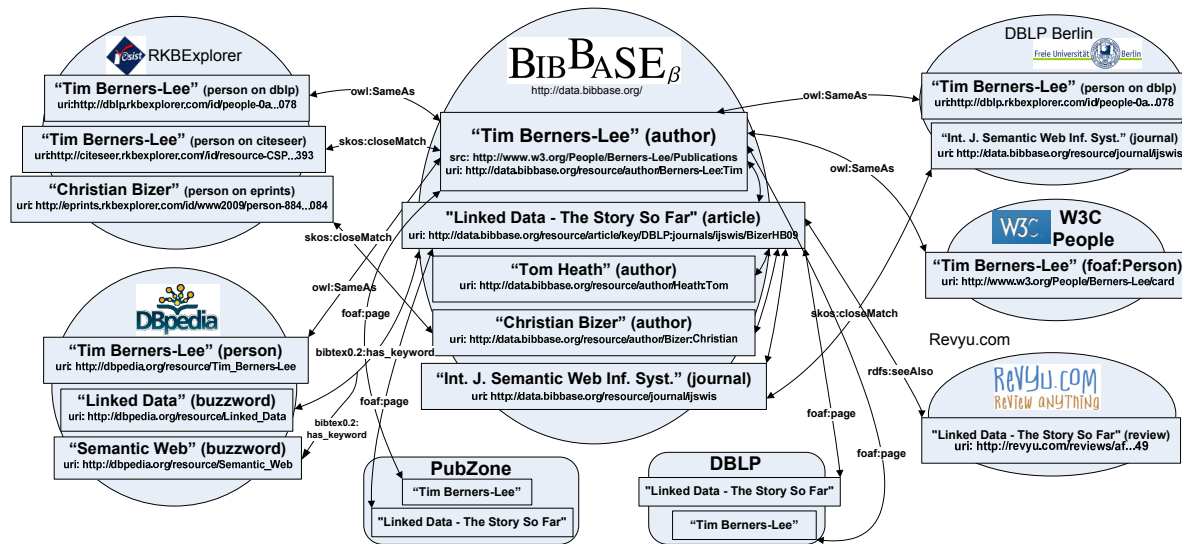 Resist
RKBExplorer
"Tim Berners-Lee" (person on dblp)
uri:http://dblp.rkbexplorer.com/id/people-0a...078
"Tim Berners-Lee" (person on citeseer)
uri:http://citeseer.rkbexplorer.com/id/resource-CSP...393
"Christian Bizer" (person on eprints)
uri: http://eprints.rkbexplorer.com/id/www2009/person-884...084
DBpedia
"Tim Berners-Lee" (person)
uri: http://dbpedia.org/resource/Tim_Berners-Lee
"Linked Data" (buzzword)
uri: http://dbpedia.org/resource/Linked_Data
"Semantic Web" (buzzword)
uri: http://dbpedia.org/resource/Semantic_Web
owl:SameAs
skos:closeMatch
skos:closeMatch
owl:SameAs
foaf:page
bibtex0.2:has_keyword
foaf:page
bibtex0.2:
has_keyword
BIBBASE β
http://data.bibbase.org/
"Tim Berners-Lee" (author)
src: http://www.w3.org/People/Berners-Lee/Publications
uri: http://data.bibbase.org/resource/author/Berners-Lee:Tim
"Linked Data - The Story So Far" (article)
uri: http://data.bibbase.org/resource/article/key/DBLP:journals/ijswis/BizerHB09
"Tom Heath" (author)
uri: http://data.bibbase.org/resource/author/Heath:Tom
"Christian Bizer" (author)
uri: http://data.bibbase.org/resource/author/Bizer:Christian
"Int. J. Semantic Web Inf. Syst." (journal)
uri: http://data.bibbase.org/resource/journal/ijswis
PubZone
"Tim Berners-Lee"
"Linked Data - The Story So Far"
DBLP
"Linked Data - The Story So Far"
"Tim Berners-Lee"
owl:SameAs
owl:SameAs
skos:closeMatch
rdfs:seeAlso
foaf:page
foaf:page
DBLP Berlin
Freie Universität Berlin
"Tim Berners-Lee" (person on dblp)
uri:http://dblp.rkbexplorer.com/id/people-0a...078
"Int. J. Semantic Web Inf. Syst." (journal)
uri: http://data.bibbase.org/resource/journal/ijswis
W3C
W3C
People
"Tim Berners-Lee" (foaf:Person)
uri: http://www.w3.org/People/Berners-Lee/card
Revyu.com
ReVYu.COM
ReView aNYTHiNG
"Linked Data - The Story So Far" (review)
uri: http://revyu.com/reviews/af...49